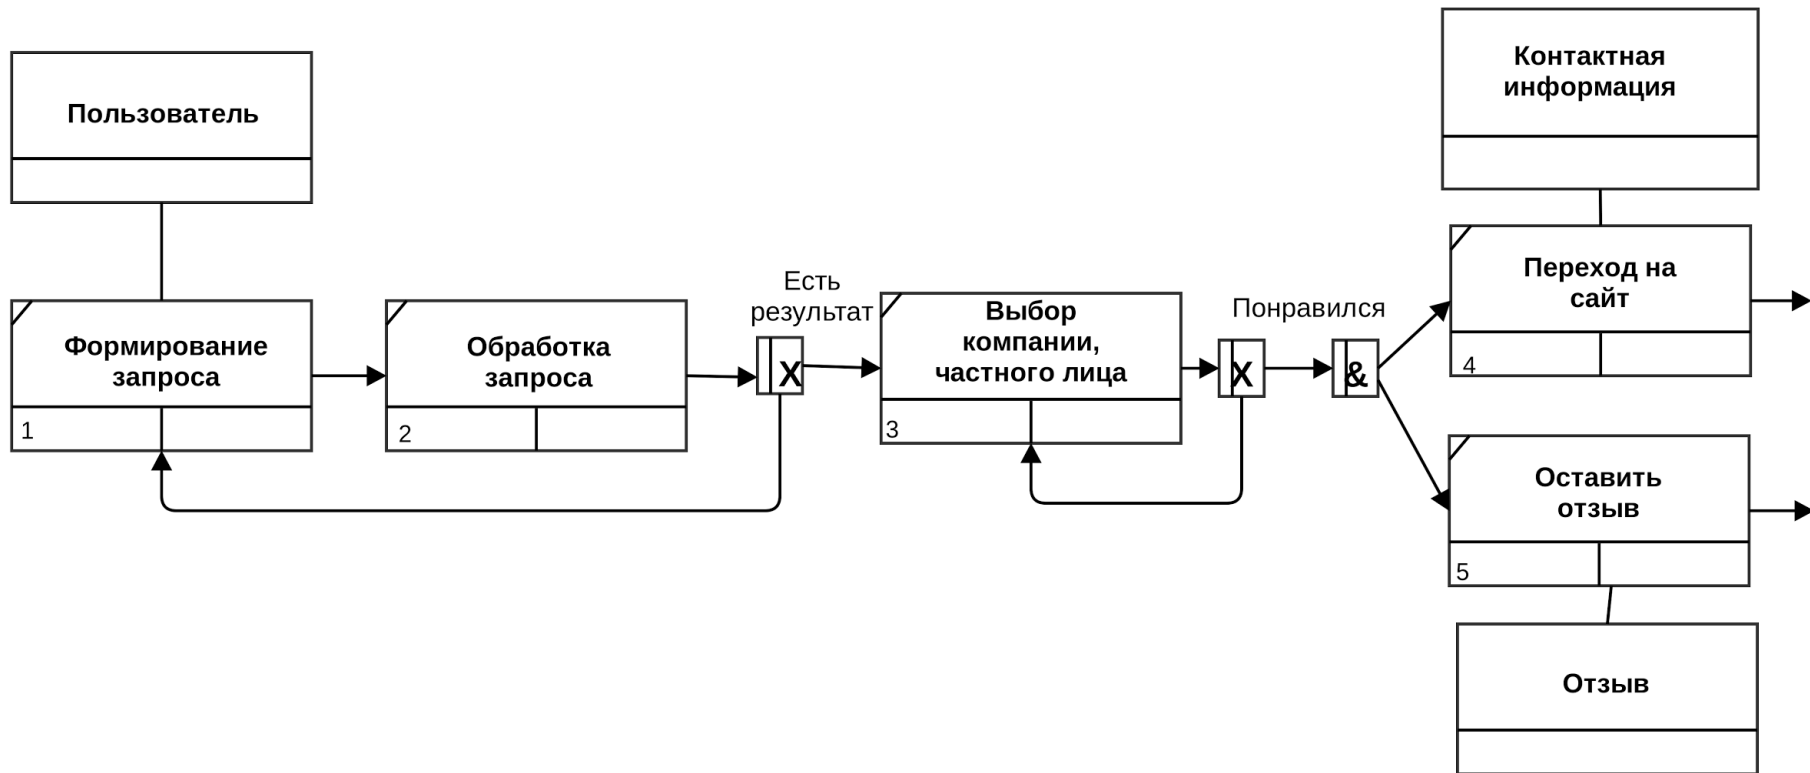 Пользователь
Контактная
информация
Формирование
запроса
1
Обработка
запроса
2
Есть
результат
X
Выбор
компании,
частного лица
3
Понравился
X
&
Переход на
сайт
4
Оставить
отзыв
5
Отзыв